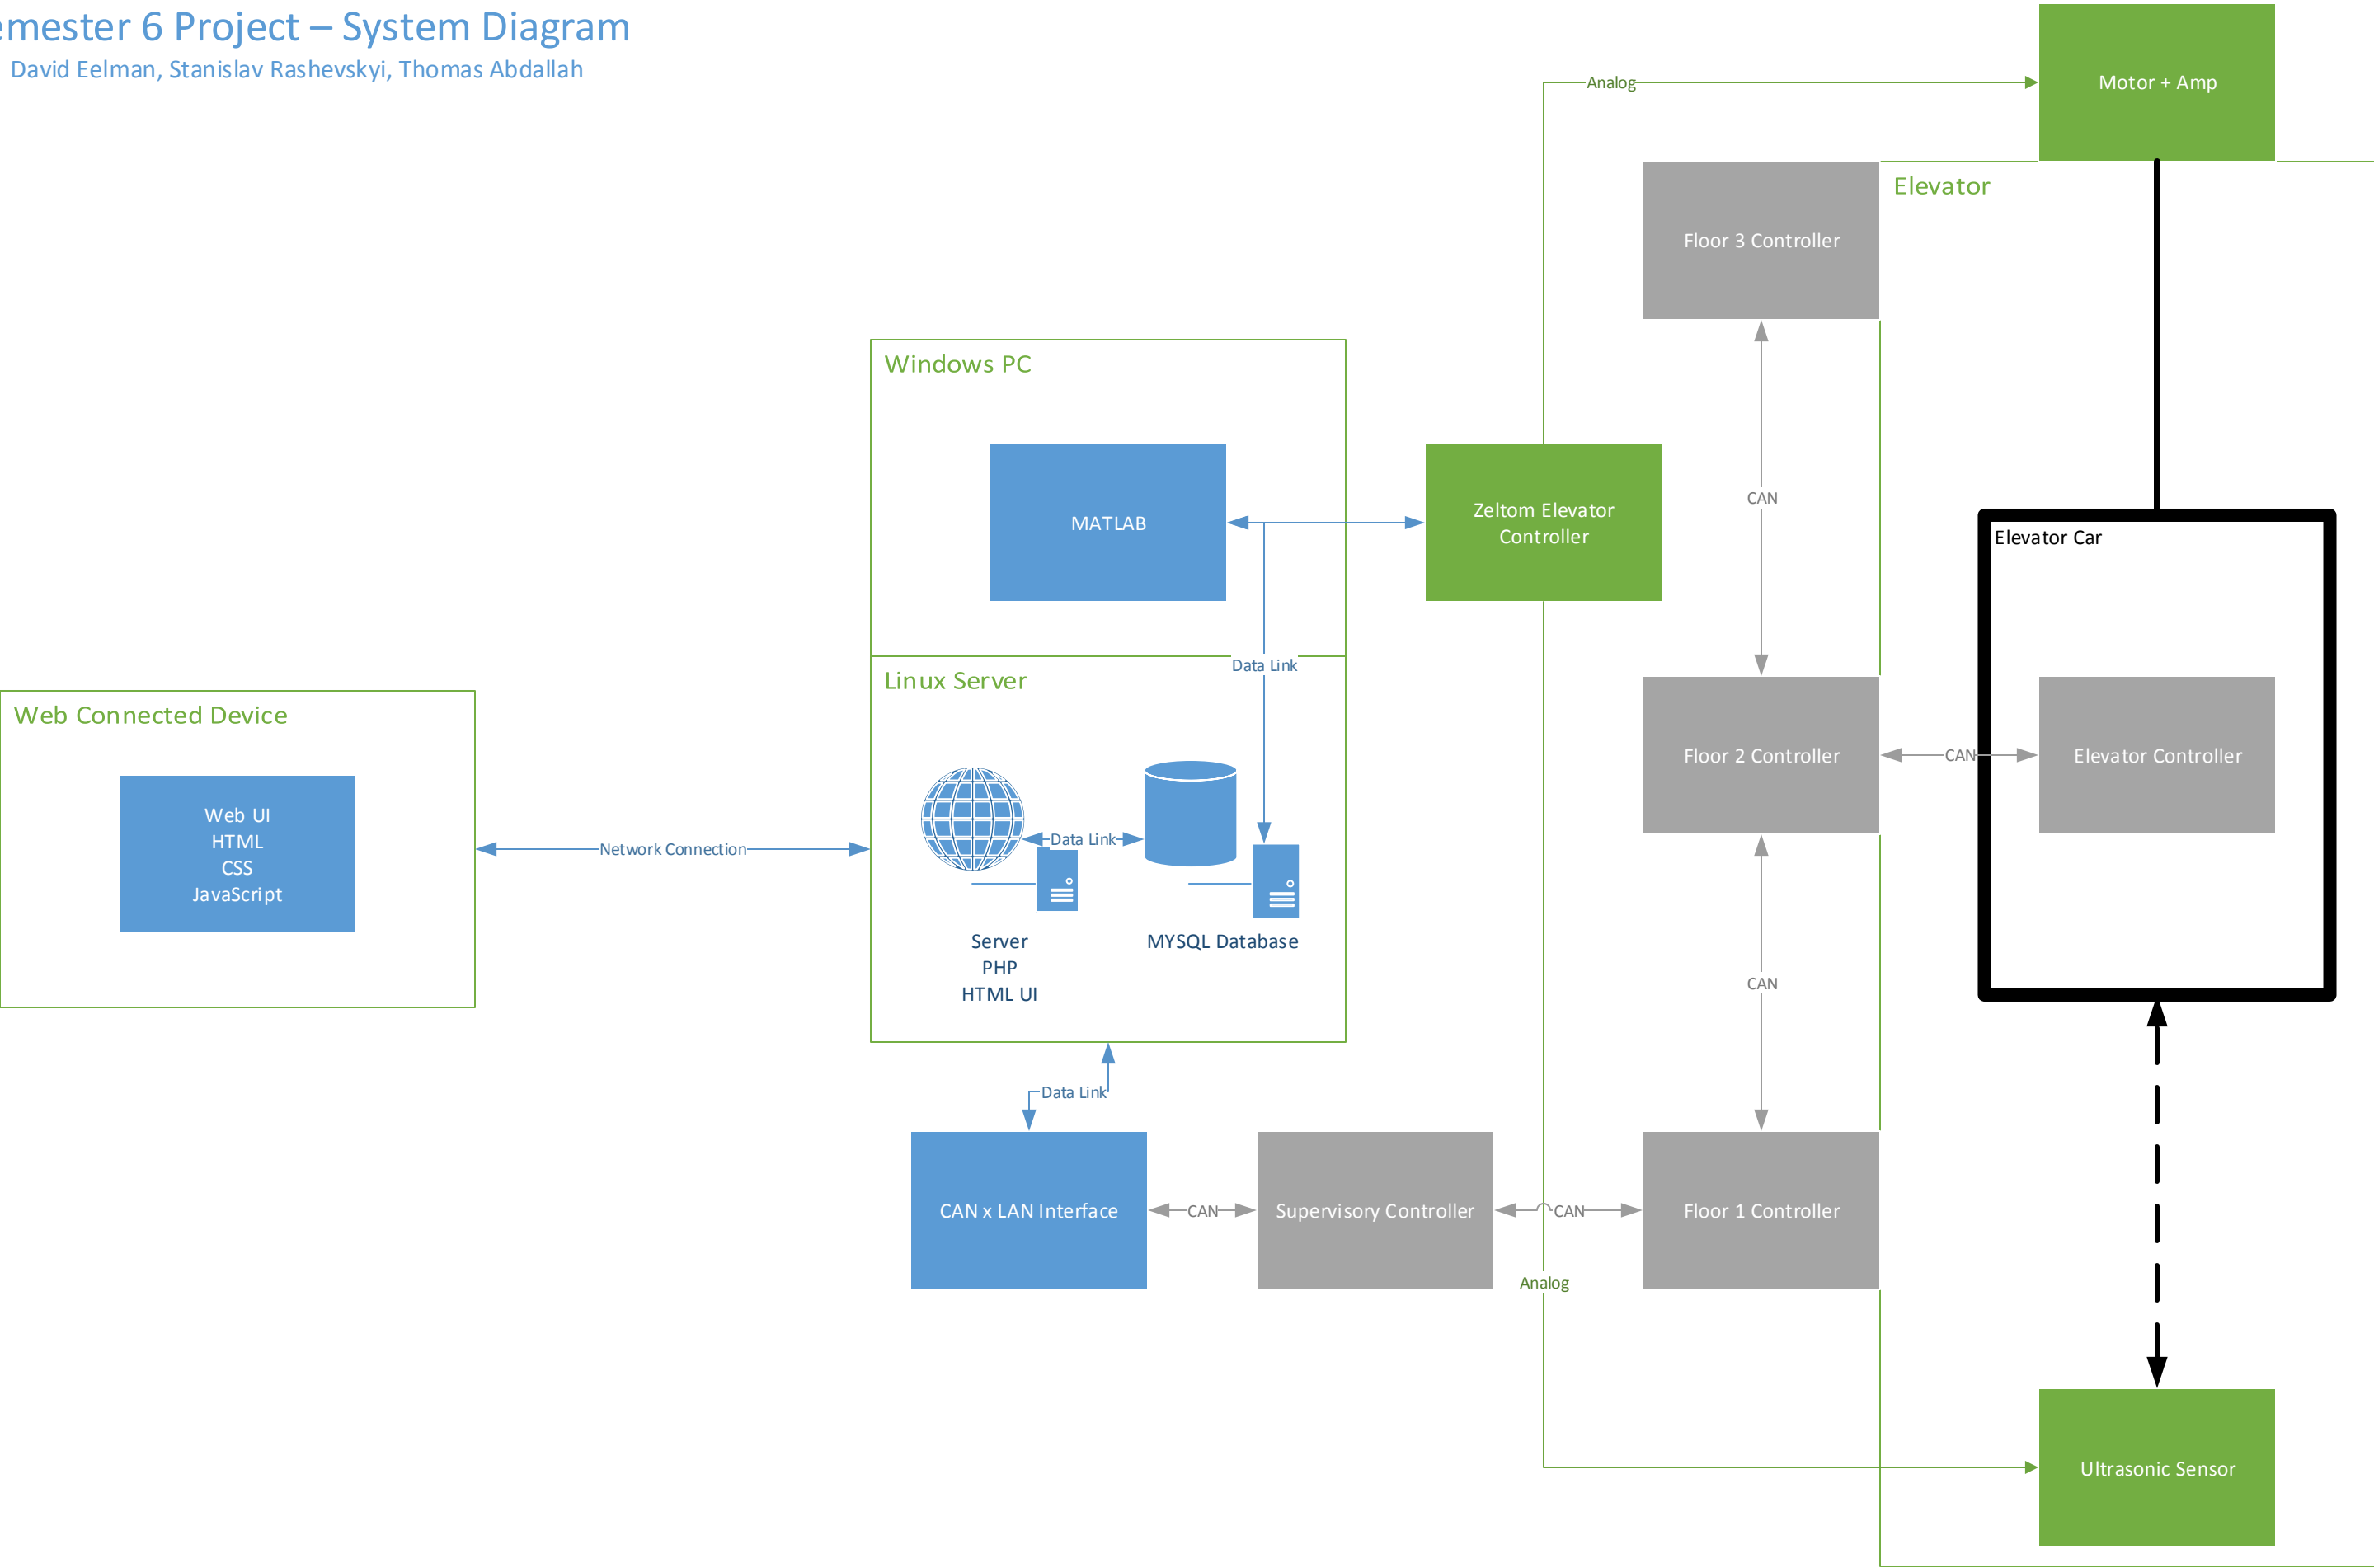 emester 6 Project – System Diagram
David Eelman, Stanislav Rashevskyi, Thomas Abdallah
Motor + Amp
Analog
Elevator
Floor 3 Controller
Windows PC
MATLAB
Zeltom Elevator
Controller
CAN
Elevator Car
Data Link
Linux Server
Web Connected Device
Web UI
HTML
CSS
JavaScript
Network Connection
Data Link
Server
PHP
HTML UI
MYSQL Database
Floor 2 Controller
CAN
Elevator Controller
CAN
Data Link
CAN x LAN Interface
CAN
Supervisory Controller
CAN
Floor 1 Controller
Analog
Ultrasonic Sensor